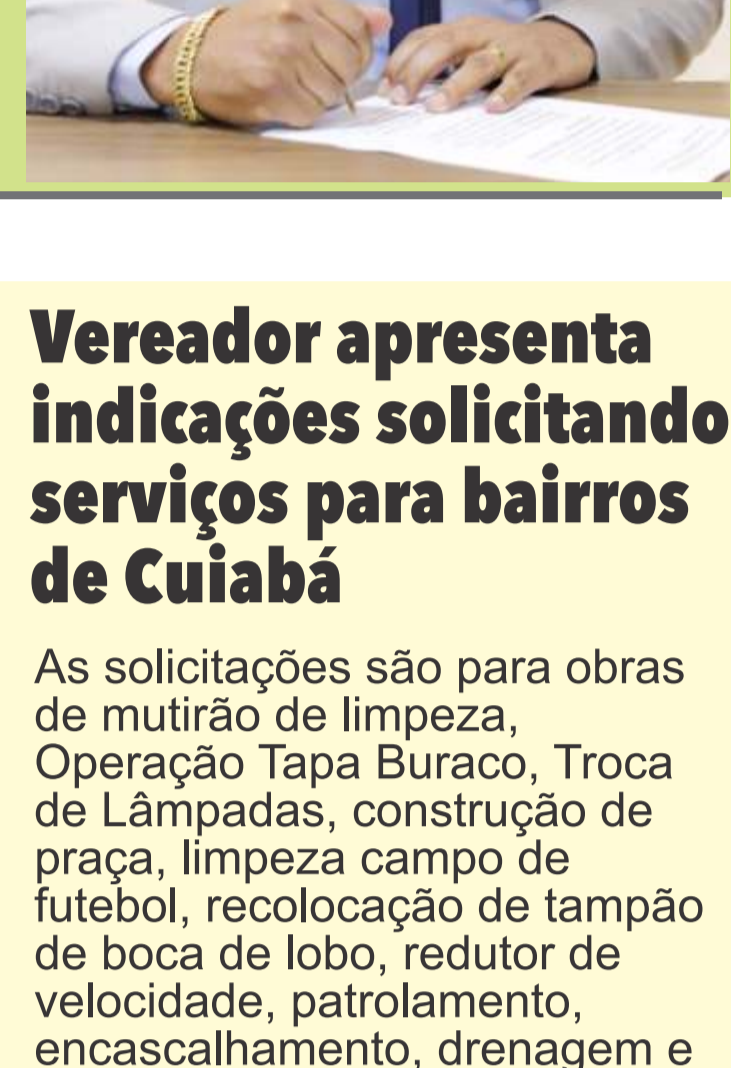 Vereador apresenta
indicações solicitando
serviços para bairros
de Cuiabá
As solicitações são para obras
de mutirão de limpeza,
Operação Tapa Buraco, Troca
de Lâmpadas, construção de
praça, limpeza campo de
futebol, recolocação de tampão
de boca de lobo, redutor de
velocidade, patrolamento,
encascalhamento, drenagem e